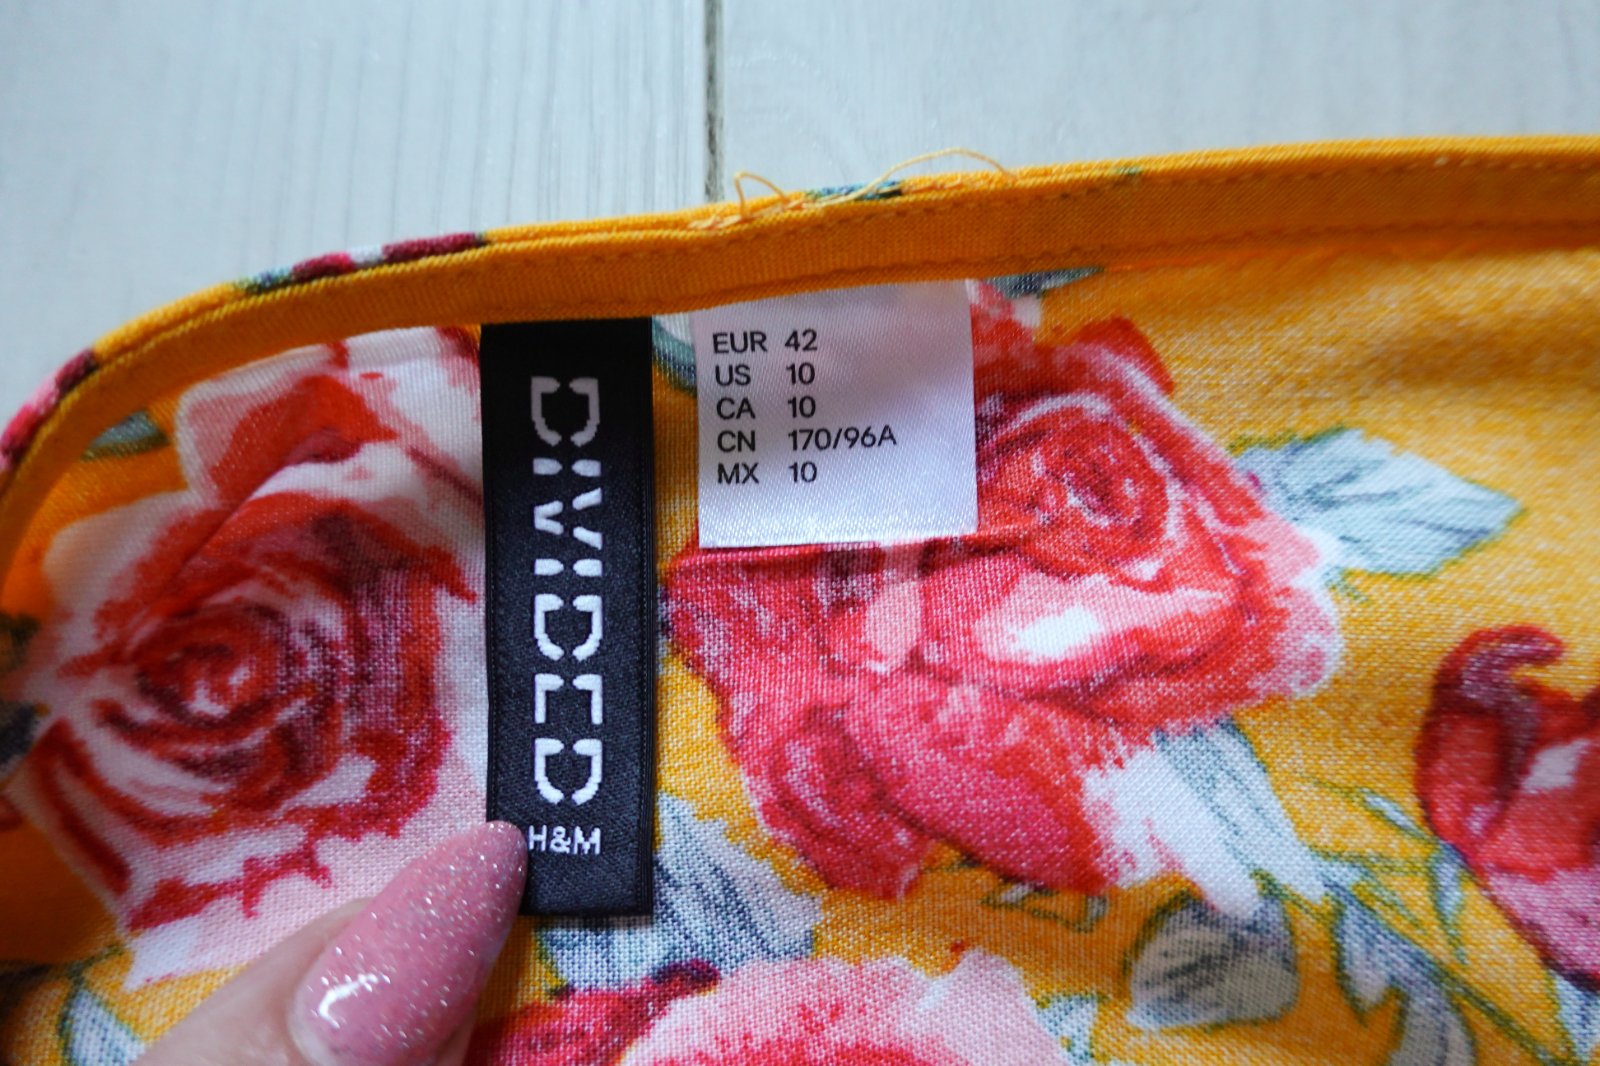 DIVIDED
H&M
EUR 42
US 10
CA 10
CN 170/96A
MX 10